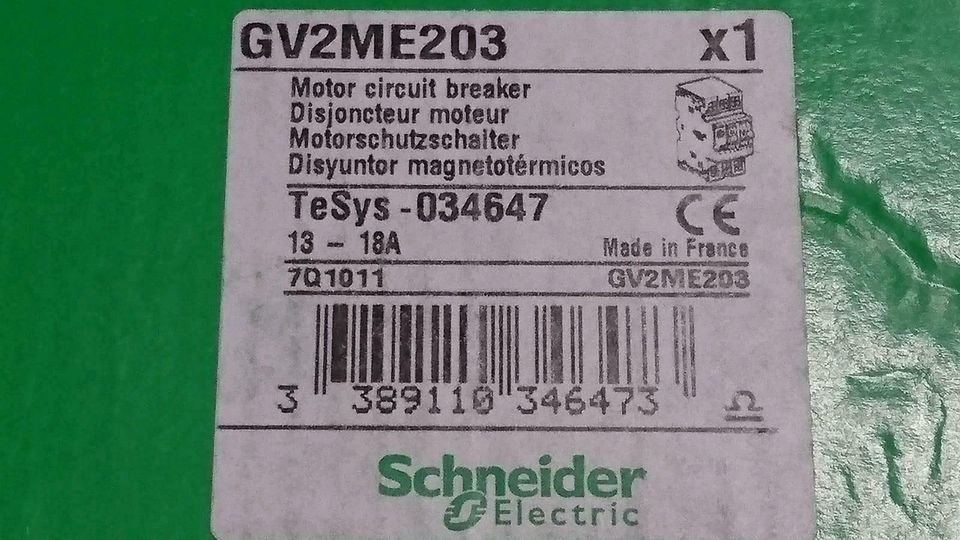 GV2ME203 x1
Motor circuit breaker
Disjoncteur moteur
Motorschutzschalter
Disyuntor magnetotérmicos
TeSys - 034647 CE
13 - 18A Made in France
7Q1011 GV2ME203
3 389110 346473
Schneider
Electric